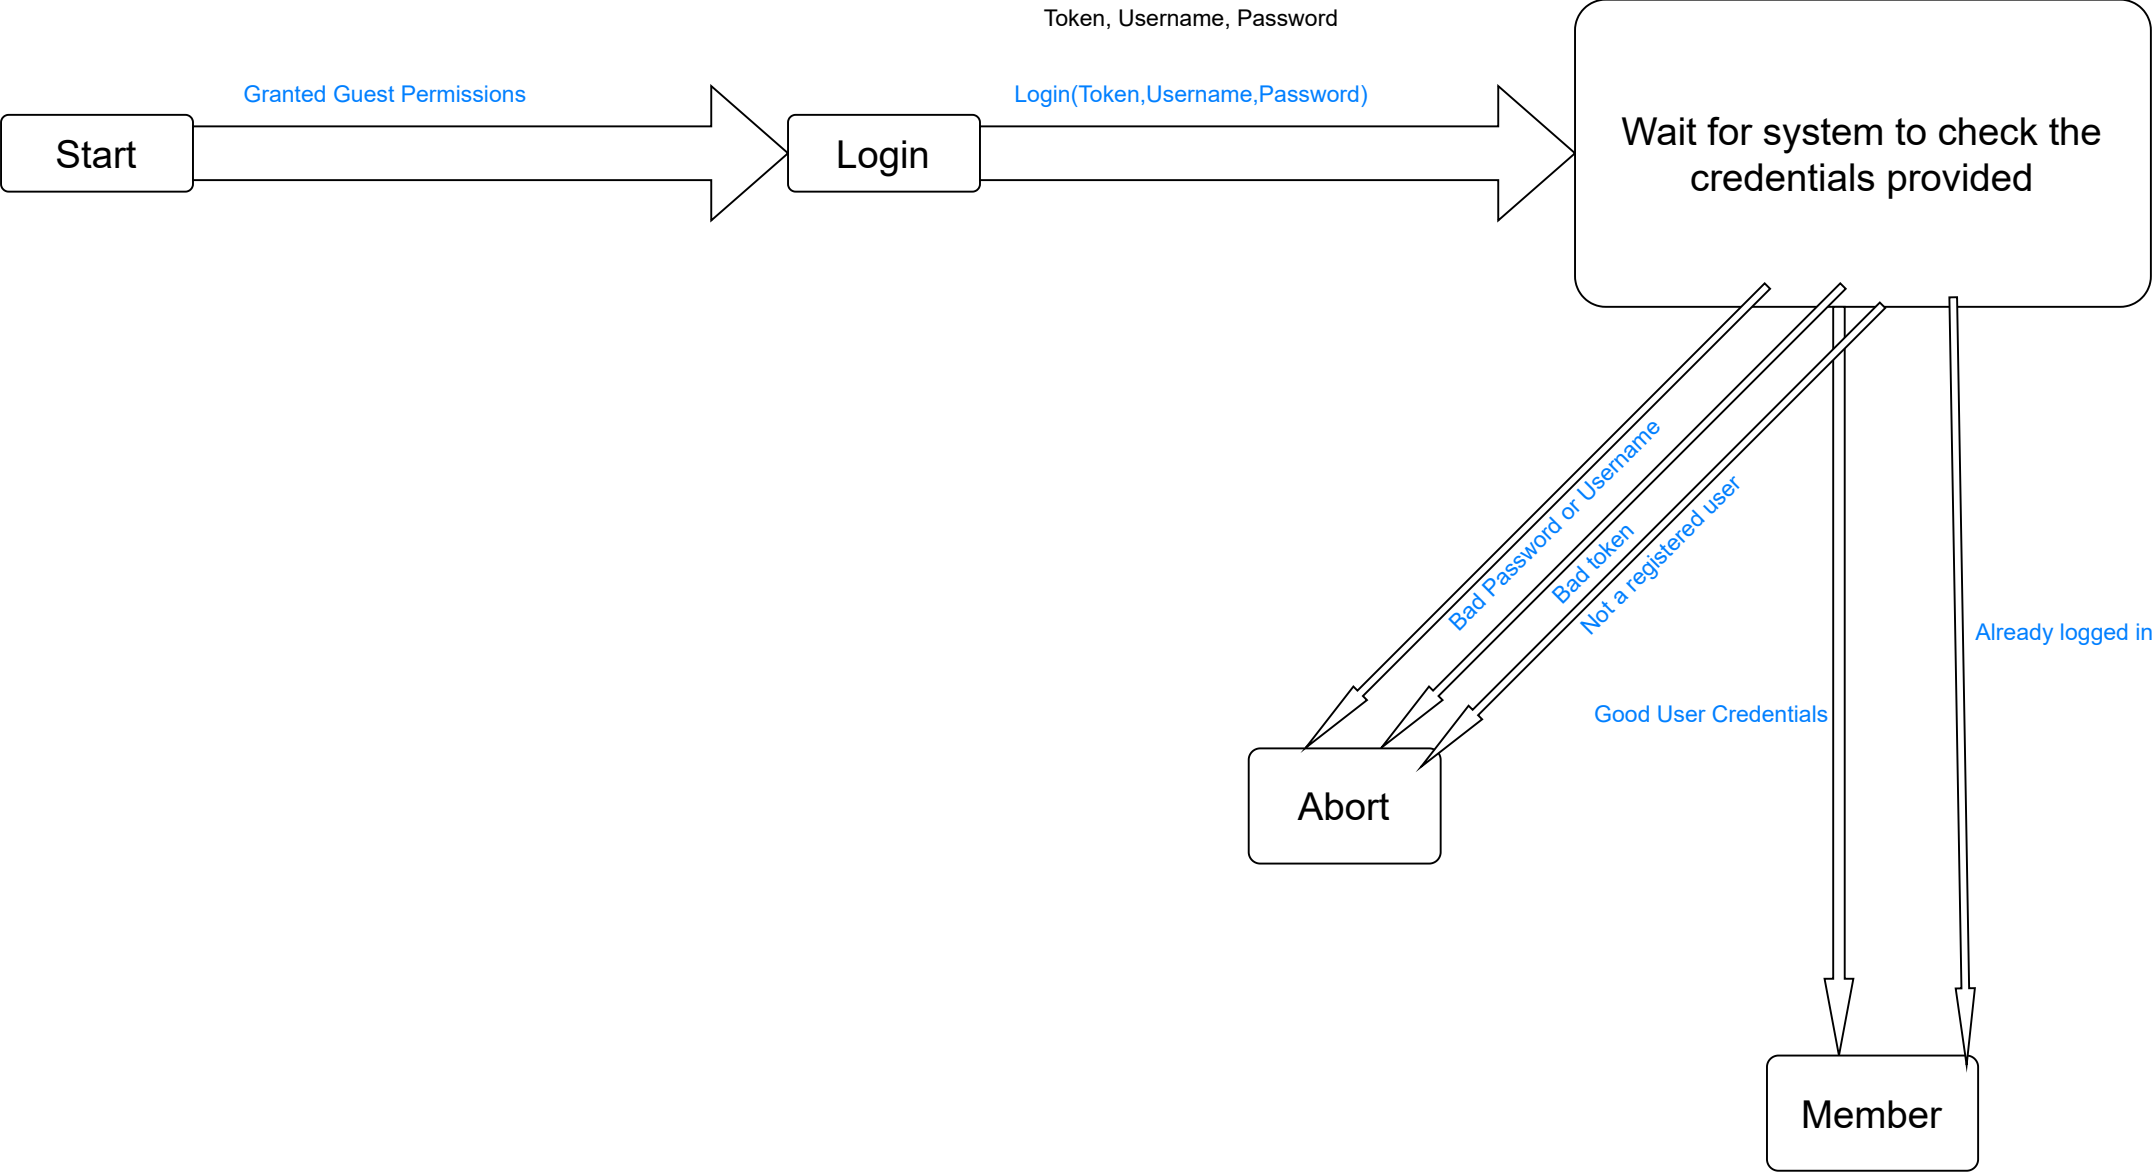 Token, Username, Password
Granted Guest Permissions
Login(Token,Username,Password)
Start
Login
Wait for system to check the
credentials provided
Bad Password or Username
Bad token
Not a registered user
Already logged in
Good User Credentials
Abort
Member